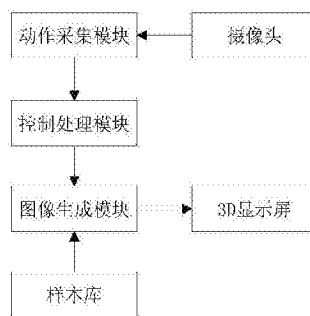 动作采集模块
摄像头
控制处理模块
图像生成模块
3D显示屏
样本库